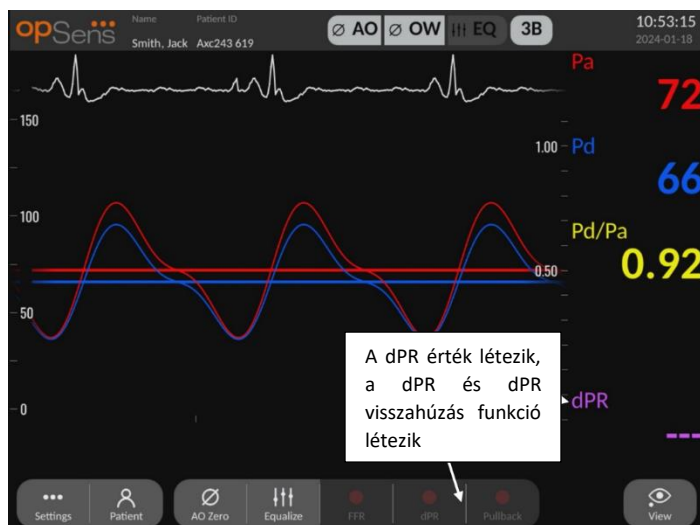 opSens
Name
Patient ID
Smith, Jack
Axc243 619
Ø AO
Ø OW
EQ
3B
10:53:15
2024-01-18
Pa
72
150
1.00
Pd
66
100
Pd/Pa
0.92
0.50
50
A dPR érték létezik,
a dPR és dPR
visszahúzás funkció
létezik
dPR
---
0
Settings
Patient
AO Zero
Equalize
FFR
dPR
Pullback
View